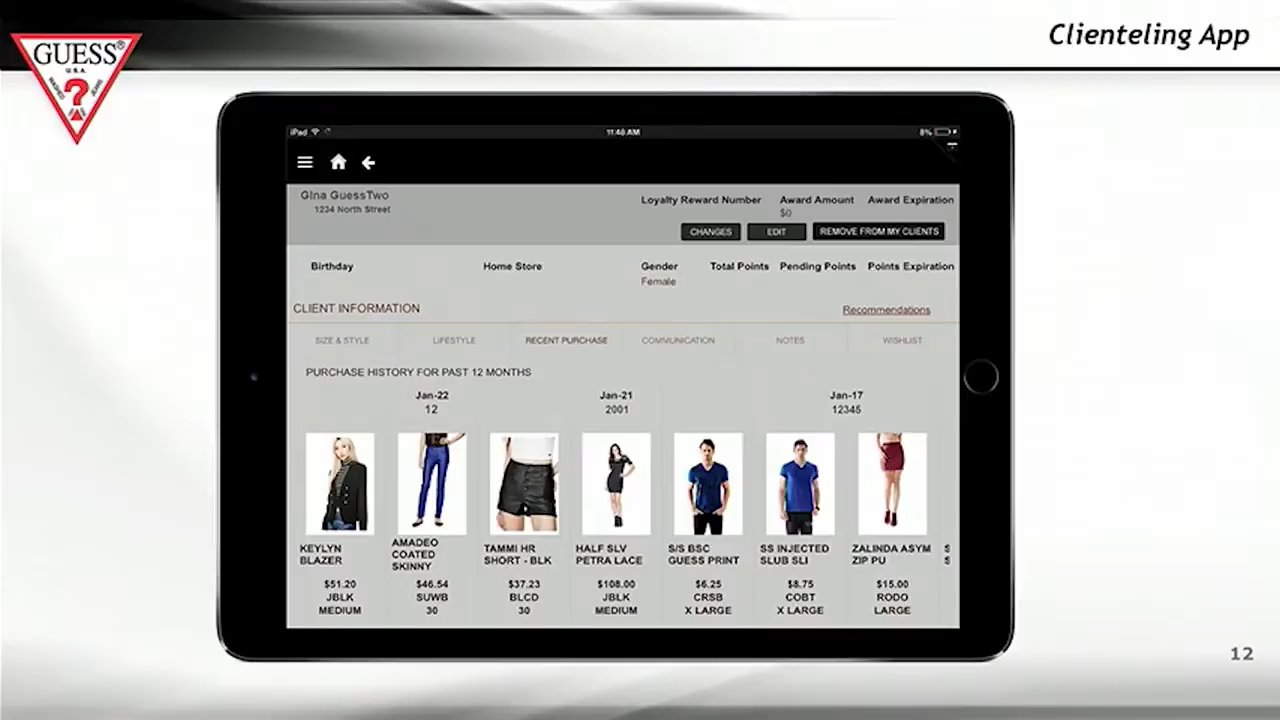 Clienteling App
GUESS®
U.S.A.
WASHED JEANS
?
iPad 11:48 AM 8%
Gina GuessTwo
1234 North Street
Loyalty Reward Number Award Amount Award Expiration
$0
CHANGES EDIT REMOVE FROM MY CLIENTS
Birthday Home Store Gender Total Points Pending Points Points Expiration
Female
CLIENT INFORMATION Recommendations
SIZE & STYLE LIFESTYLE RECENT PURCHASE COMMUNICATION NOTES WISHLIST
PURCHASE HISTORY FOR PAST 12 MONTHS
Jan-22 Jan-21 Jan-17
12 2001 12345
KEYLYN BLAZER
$51.20
JBLK
MEDIUM
AMADEO
COATED
SKINNY
$46.54
SUWB
30
TAMMI HR
SHORT - BLK
$37.23
BLCD
30
HALF SLV
PETRA LACE
$108.00
JBLK
MEDIUM
S/S BSC
GUESS PRINT
$6.25
CRSB
X LARGE
SS INJECTED
SLUB SLI
$8.75
COBT
X LARGE
ZALINDA ASYM
ZIP PU
$15.00
RODO
LARGE
S
S
12